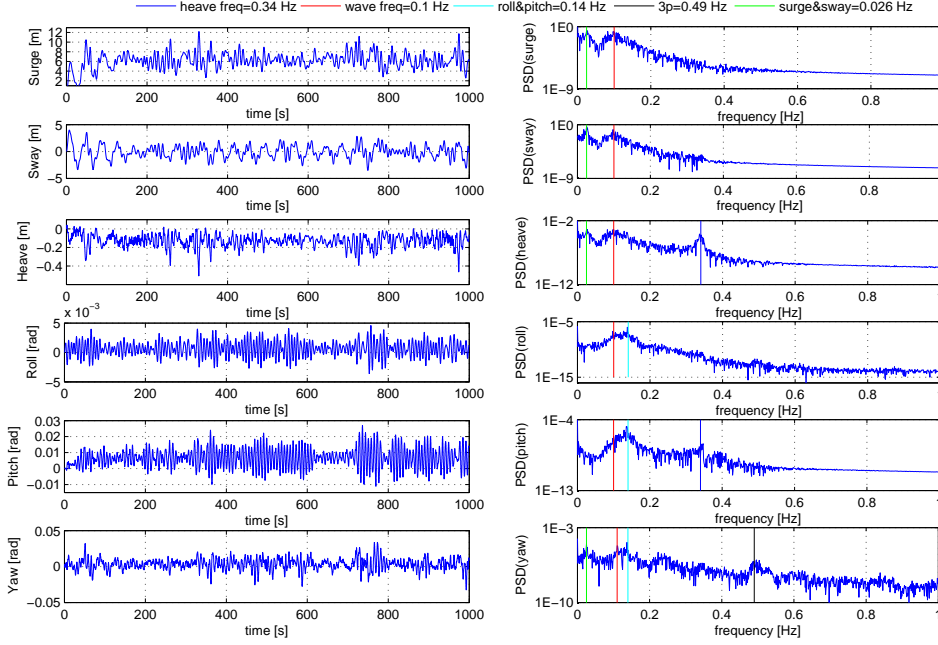 heave freq=0.34 Hz wave freq=0.1 Hz roll&pitch=0.14 Hz 3p=0.49 Hz surge&sway=0.026 Hz
Surge [m]
12
10
8
6
4
2
0 200 400 600 800 1000
time [s]
PSD(surge)
1E0
1E−9
0 0.2 0.4 0.6 0.8
frequency [Hz]
Sway [m]
5
0
−5
0 200 400 600 800 1000
time [s]
PSD(sway)
1E0
1E−9
0 0.2 0.4 0.6 0.8
frequency [Hz]
Heave [m]
0
−0.2
−0.4
0 200 400 600 800 1000
time [s]
PSD(heave)
1E−2
1E−12
0 0.2 0.4 0.6 0.8 1
frequency [Hz]
x 10−3
Roll [rad]
5
0
−5
0 200 400 600 800 1000
time [s]
PSD(roll)
1E−5
1E−15
0 0.2 0.4 0.6 0.8 1
frequency [Hz]
Pitch [rad]
0.03
0.02
0.01
0
−0.01
0 200 400 600 800 1000
time [s]
PSD(pitch)
1E−4
1E−13
0 0.2 0.4 0.6 0.8 1
frequency [Hz]
Yaw [rad]
0.05
0
−0.05
0 200 400 600 800 1000
time [s]
PSD(yaw)
1E−3
1E−10
0 0.2 0.4 0.6 0.8 1
frequency [Hz]